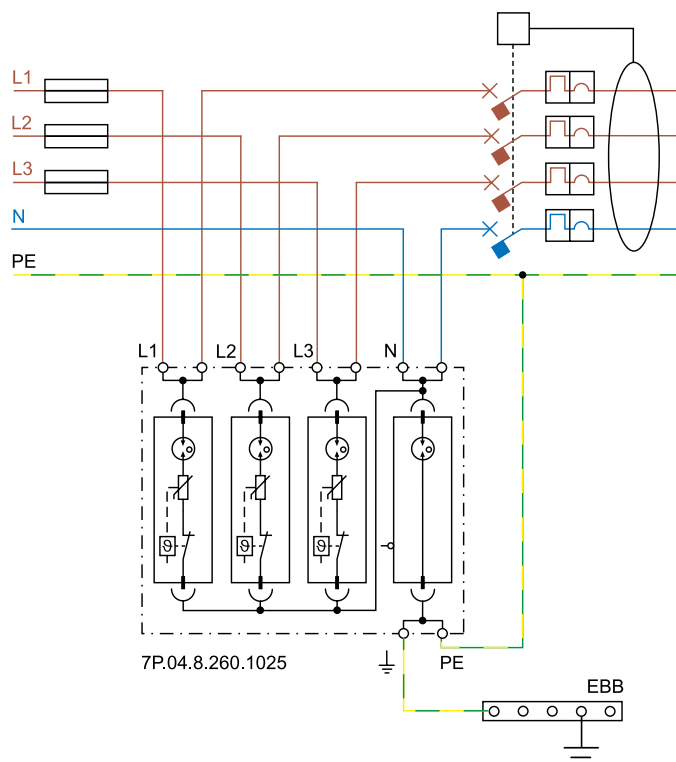 L1
L2
L3
N
PE
L1 L2 L3 N
ϑ ϑ ϑ
7P.04.8.260.1025 PE
EBB